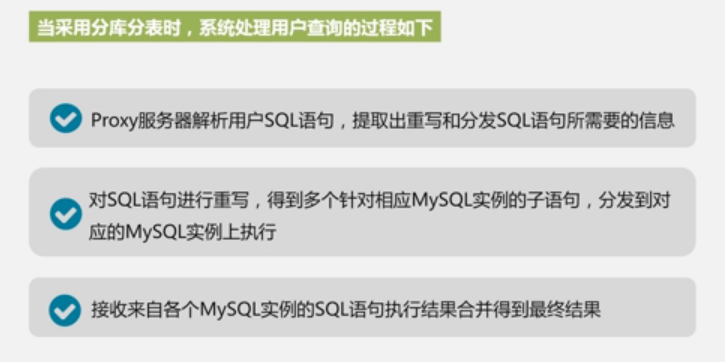 当采用分库分表时，系统处理用户查询的过程如下
Proxy服务器解析用户SQL语句，提取出重写和分发SQL语句所需要的信息
对SQL语句进行重写，得到多个针对相应MySQL实例的子语句，分发到对
应的MySQL实例上执行
接收来自各个MySQL实例的SQL语句执行结果合并得到最终结果